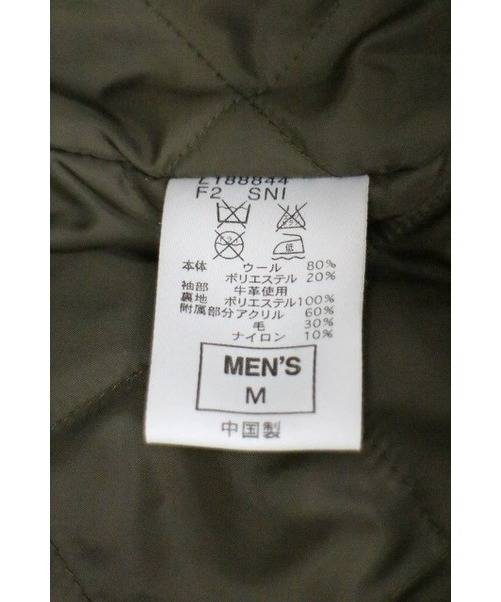 L188844
F2 SNI
低
本体 ウール 80%
ポリエステル 20%
袖部 牛革使用
裏地 ポリエステル100%
附属部分アクリル 60%
毛 30%
ナイロン 10%
MEN'S
M
中国製